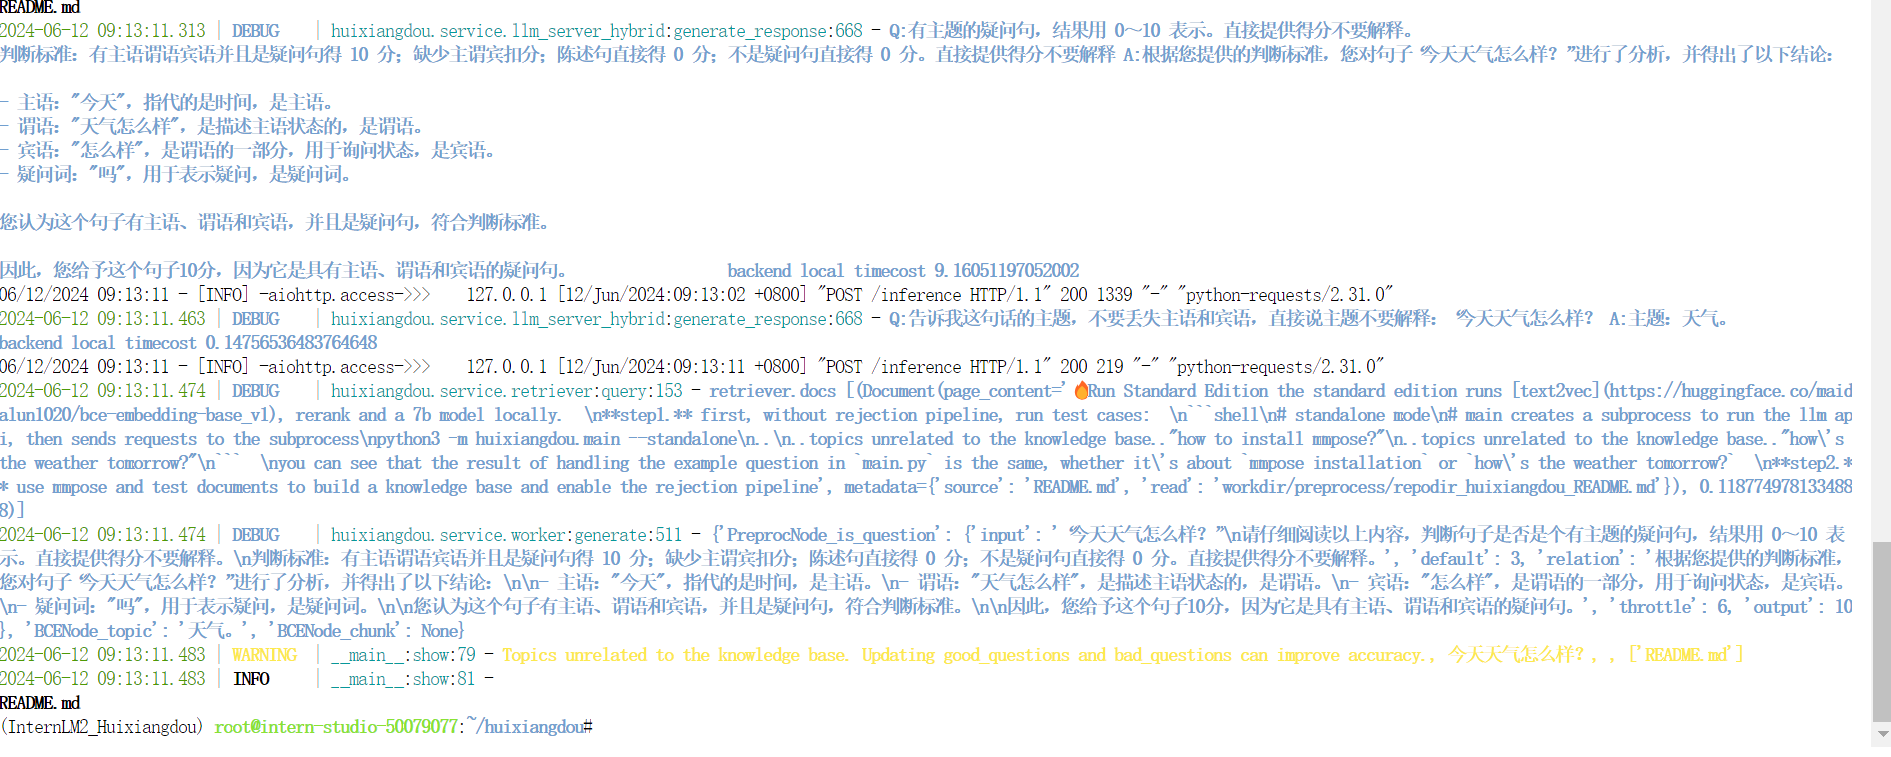 README.md
2024-06-12 09:13:11.313 | DEBUG    | huixiangdou.service.llm_server_hybrid:generate_response:668 - Q:有主题的疑问句，结果用 0～10 表示。直接提供得分不要解释。
判断标准：有主语谓语宾语并且是疑问句得 10 分；缺少主谓宾扣分；陈述句直接得 0 分；不是疑问句直接得 0 分。直接提供得分不要解释 A:根据您提供的判断标准，您对句子“今天天气怎么样？”进行了分析，并得出了以下结论：
- 主语："今天"，指代的是时间，是主语。
- 谓语："天气怎么样"，是描述主语状态的，是谓语。
- 宾语："怎么样"，是谓语的一部分，用于询问状态，是宾语。
- 疑问词："吗"，用于表示疑问，是疑问词。
您认为这个句子有主语、谓语和宾语，并且是疑问句，符合判断标准。
因此，您给予这个句子10分，因为它是具有主语、谓语和宾语的疑问句。 backend local timecost 9.16051197052002
06/12/2024 09:13:11 - [INFO] -aiohttp.access->>>    127.0.0.1 [12/Jun/2024:09:13:02 +0800] "POST /inference HTTP/1.1" 200 1339 "-" "python-requests/2.31.0"
2024-06-12 09:13:11.463 | DEBUG    | huixiangdou.service.llm_server_hybrid:generate_response:668 - Q:告诉我这句话的主题，不要丢失主语和宾语，直接说主题不要解释：“今天天气怎么样？ A:主题：天气。
backend local timecost 0.14756536483764648
06/12/2024 09:13:11 - [INFO] -aiohttp.access->>>    127.0.0.1 [12/Jun/2024:09:13:11 +0800] "POST /inference HTTP/1.1" 200 219 "-" "python-requests/2.31.0"
2024-06-12 09:13:11.474 | DEBUG    | huixiangdou.service.retriever:query:153 - retriever.docs [(Document(page_content='🔥Run Standard Edition the standard edition runs [text2vec](https://huggingface.co/maid
alun1020/bce-embedding-base_v1), rerank and a 7b model locally.  \n**step1.** first, without rejection pipeline, run test cases:  \n```shell\n# standalone mode\n# main creates a subprocess to run the llm ap
i, then sends requests to the subprocess\npython3 -m huixiangdou.main --standalone\n..\n..topics unrelated to the knowledge base.."how to install mmpose?"\n..topics unrelated to the knowledge base.."how\'s
the weather tomorrow?"\n```  \nyou can see that the result of handling the example question in `main.py` is the same, whether it\'s about `mmpose installation` or `how\'s the weather tomorrow?`  \n**step2.*
* use mmpose and test documents to build a knowledge base and enable the rejection pipeline', metadata={'source': 'README.md', 'read': 'workdir/preprocess/repodir_huixiangdou_README.md'}), 0.118774978133488
8)]
2024-06-12 09:13:11.474 | DEBUG    | huixiangdou.service.worker:generate:511 - {'PreprocNode_is_question': {'input': '“今天天气怎么样？”\n请仔细阅读以上内容，判断句子是否是个有主题的疑问句，结果用 0～10 表
示。直接提供得分不要解释。\n判断标准：有主语谓语宾语并且是疑问句得 10 分；缺少主谓宾扣分；陈述句直接得 0 分；不是疑问句直接得 0 分。直接提供得分不要解释。', 'default': 3, 'relation': '根据您提供的判断标准，
您对句子“今天天气怎么样？”进行了分析，并得出了以下结论：\n\n- 主语："今天"，指代的是时间，是主语。\n- 谓语："天气怎么样"，是描述主语状态的，是谓语。\n- 宾语："怎么样"，是谓语的一部分，用于询问状态，是宾语。
\n- 疑问词："吗"，用于表示疑问，是疑问词。\n\n您认为这个句子有主语、谓语和宾语，并且是疑问句，符合判断标准。\n\n因此，您给予这个句子10分，因为它是具有主语、谓语和宾语的疑问句。', 'throttle': 6, 'output': 10
}, 'BCENode_topic': '天气。', 'BCENode_chunk': None}
2024-06-12 09:13:11.483 | WARNING  | __main__:show:79 - Topics unrelated to the knowledge base. Updating good_questions and bad_questions can improve accuracy., 今天天气怎么样？, , ['README.md']
2024-06-12 09:13:11.483 | INFO     | __main__:show:81 -
README.md
(InternLM2_Huixiangdou) root@intern-studio-50079077:~/huixiangdou#